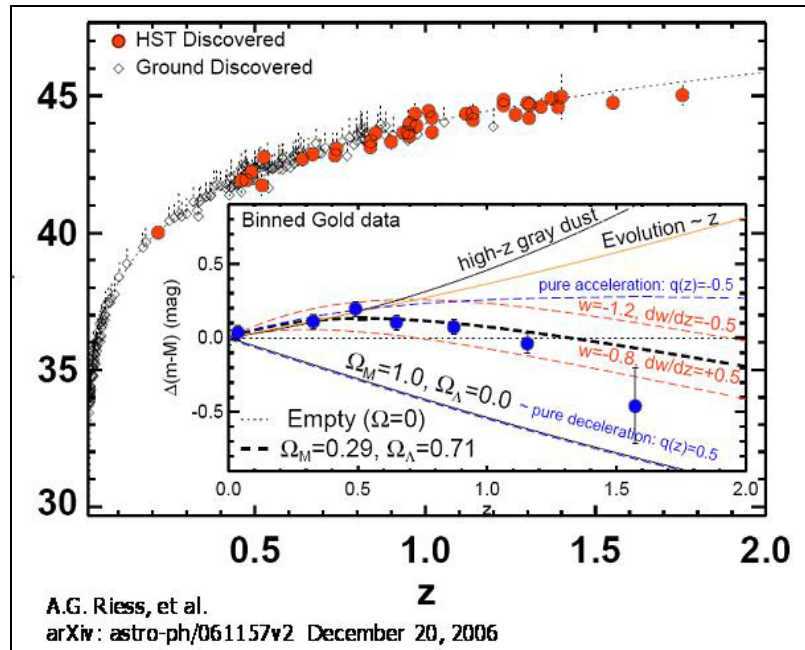 HST Discovered
Ground Discovered
45
40
35
30
Binned Gold data
high-z gray dust
Evolution ~ z
pure acceleration: q(z)=-0.5
w=-1.2, dw/dz=-0.5
w=-0.8, dw/dz=+0.5
Ω_M=1.0, Ω_Λ=0.0
~ pure deceleration: q(z)=0.5
Empty (Ω=0)
Ω_M=0.29, Ω_Λ=0.71
Δ(m-M) (mag)
0.5
0.0
-0.5
0.0 0.5 1.0 1.5 2.0
z
0.5 1.0 1.5 2.0
z
A.G. Riess, et al.
arXiv: astro-ph/061157v2 December 20, 2006